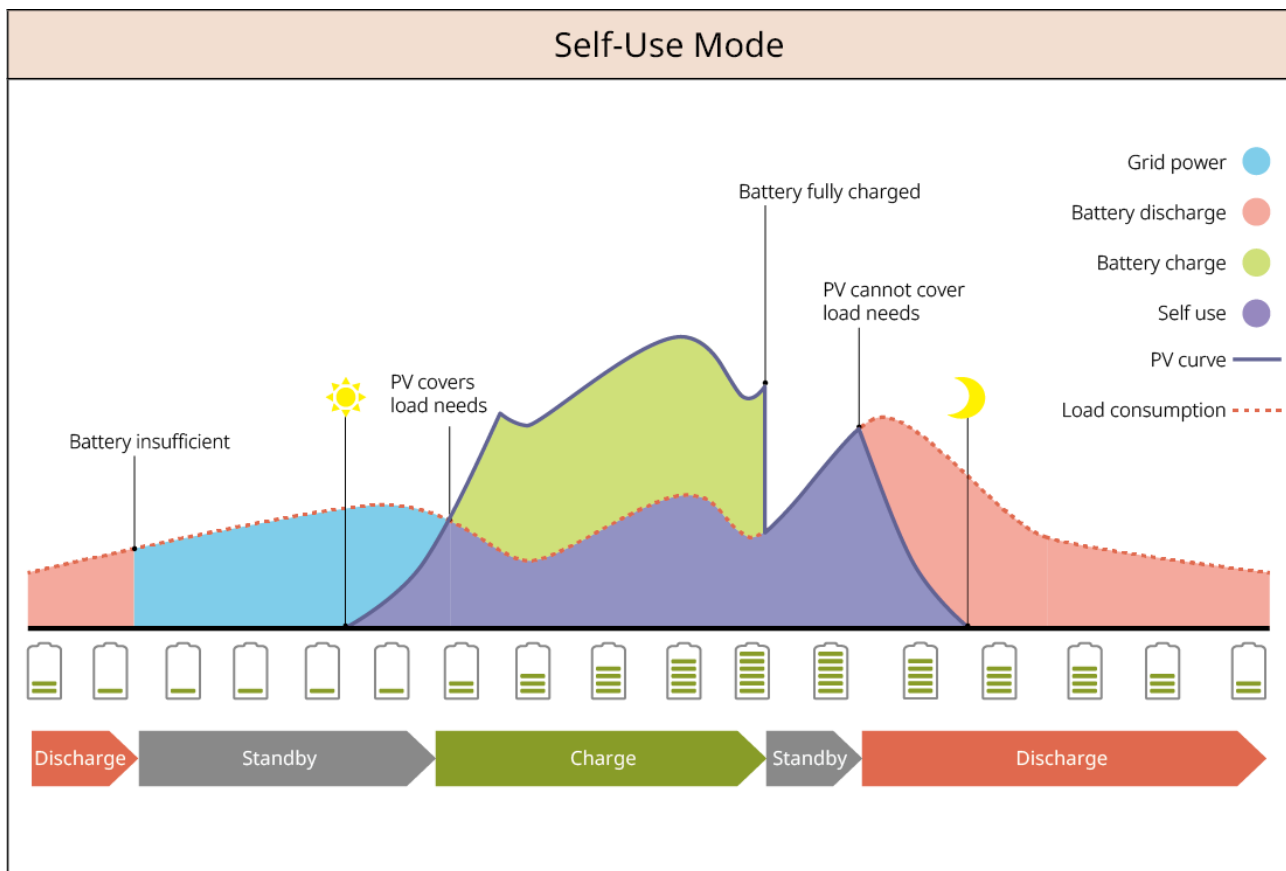 Self-Use Mode
Grid power
Battery discharge
Battery charge
Self use
PV curve
Load consumption
Battery fully charged
PV cannot cover
load needs
PV covers
load needs
Battery insufficient
Discharge
Standby
Charge
Standby
Discharge